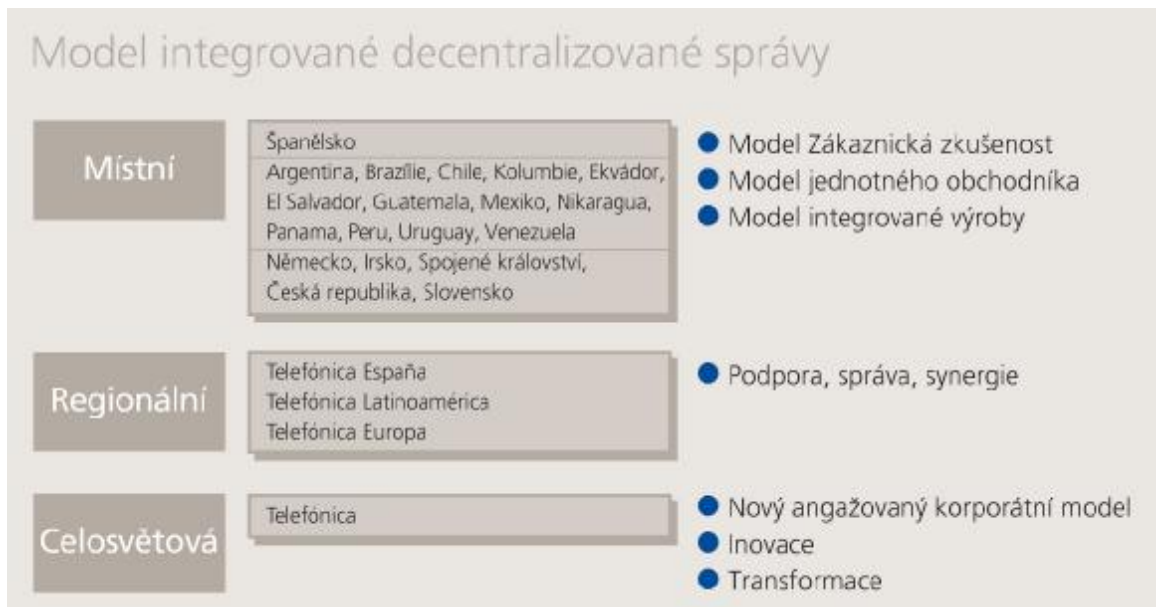 Model integrované decentralizované správy
Místní
Španělsko
Argentina, Brazílie, Chile, Kolumbie, Ekvádor,
El Salvador, Guatemala, Mexiko, Nikaragua,
Panama, Peru, Uruguay, Venezuela
Německo, Irsko, Spojené království,
Česká republika, Slovensko
Model Zákaznická zkušenost
Model jednotného obchodníka
Model integrované výroby
Regionální
Telefónica España
Telefónica Latinoamérica
Telefónica Europa
Podpora, správa, synergie
Celosvětová
Telefónica
Nový angažovaný korporátní model
Inovace
Transformace